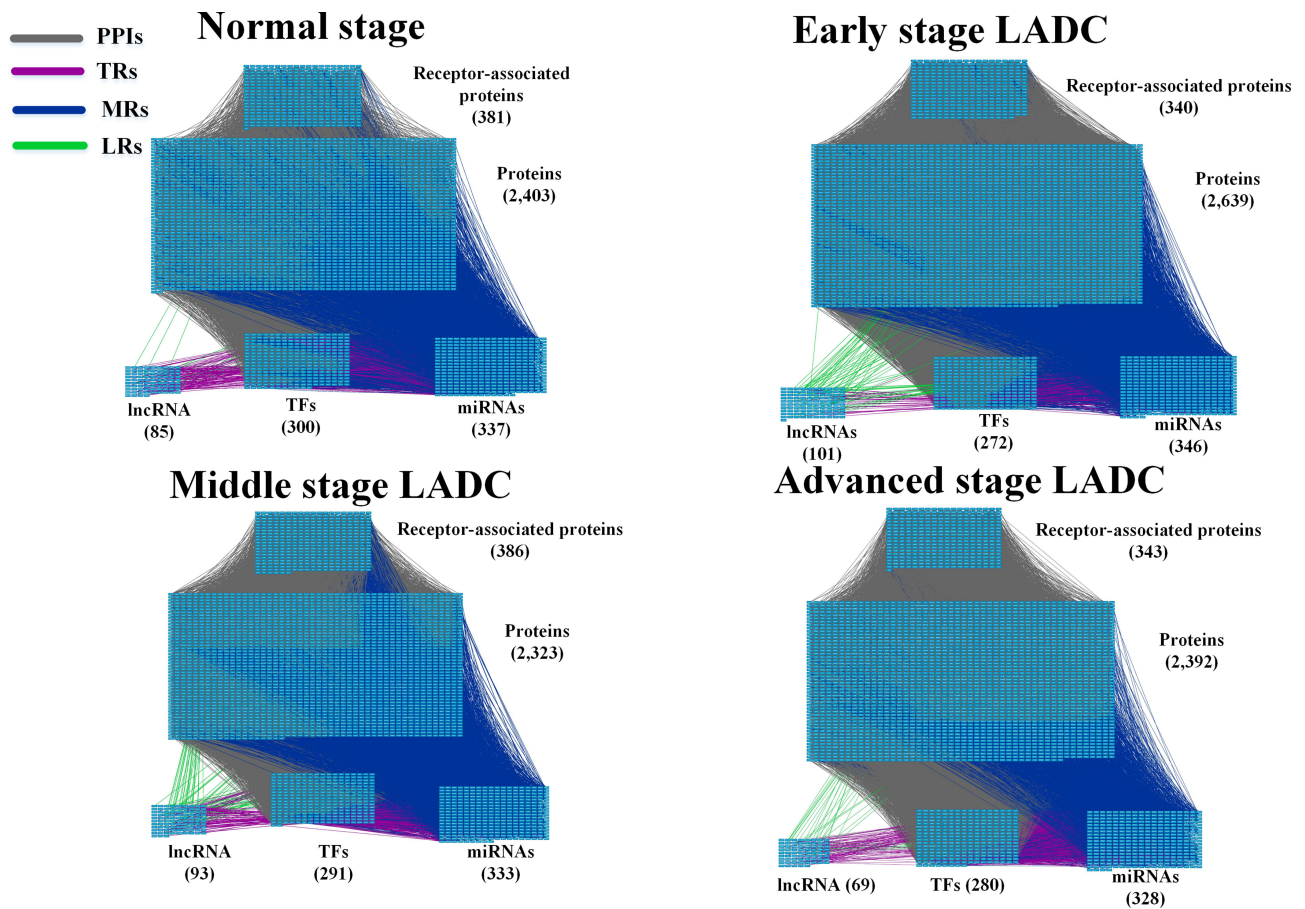 PPIs
TRs
MRs
LRs
Normal stage
Receptor-associated
proteins
(381)
Proteins
(2,403)
lncRNA
(85)
TFs
(300)
miRNAs
(337)
Early stage LADC
Receptor-associated proteins
(340)
Proteins
(2,639)
lncRNAs
(101)
TFs
(272)
miRNAs
(346)
Middle stage LADC
Receptor-associated proteins
(386)
Proteins
(2,323)
lncRNA
(93)
TFs
(291)
miRNAs
(333)
Advanced stage LADC
Receptor-associated proteins
(343)
Proteins
(2,392)
lncRNA (69)
TFs (280)
miRNAs
(328)